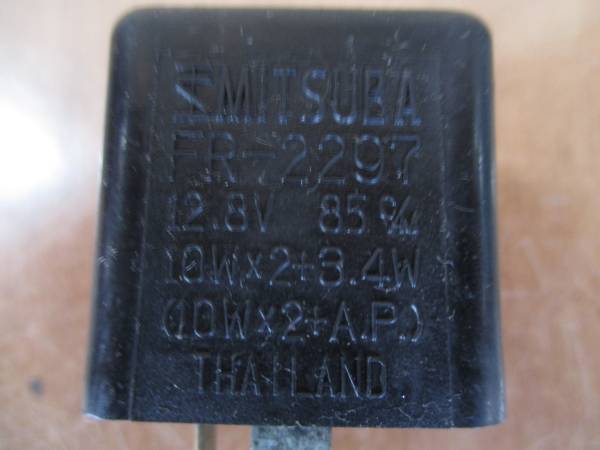 MITSUBA
FR-2297
12.8V 85%
10W×2+3.4W
(10W×2+A.P.)
THAILAND